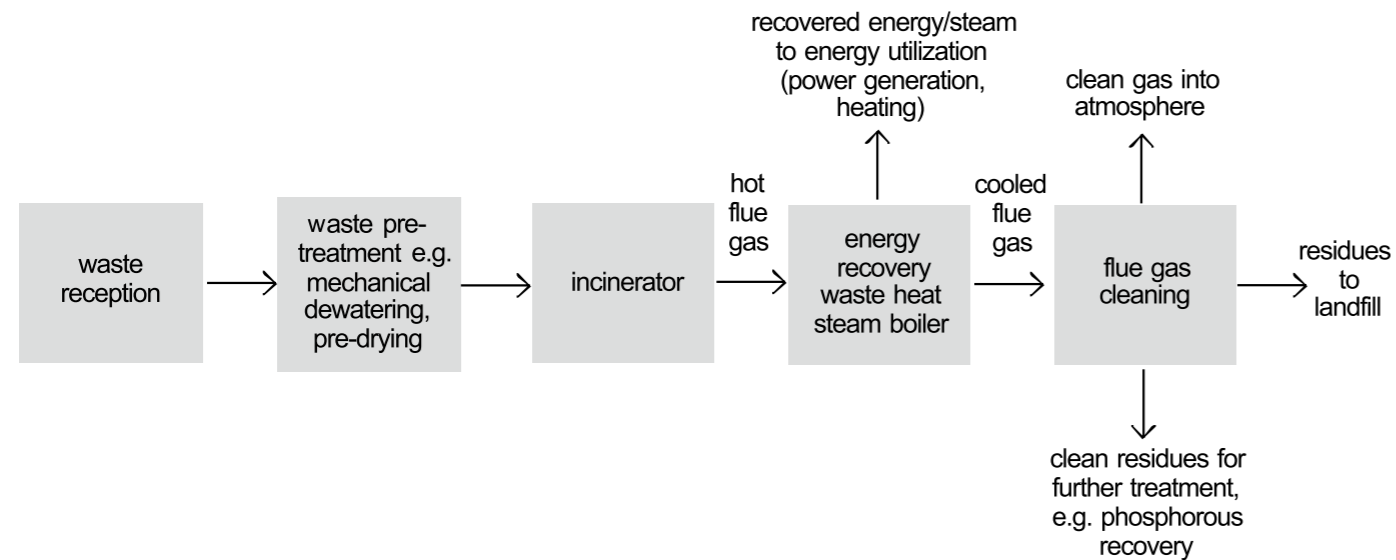 recovered energy/steam
to energy utilization
(power generation,
heating)
clean gas into
atmosphere
waste
reception
waste pre-
treatment e.g.
mechanical
dewatering,
pre-drying
incinerator
hot
flue
gas
energy
recovery
waste heat
steam boiler
cooled
flue
gas
flue gas
cleaning
residues
to
landfill
clean residues for
further treatment,
e.g. phosphorous
recovery